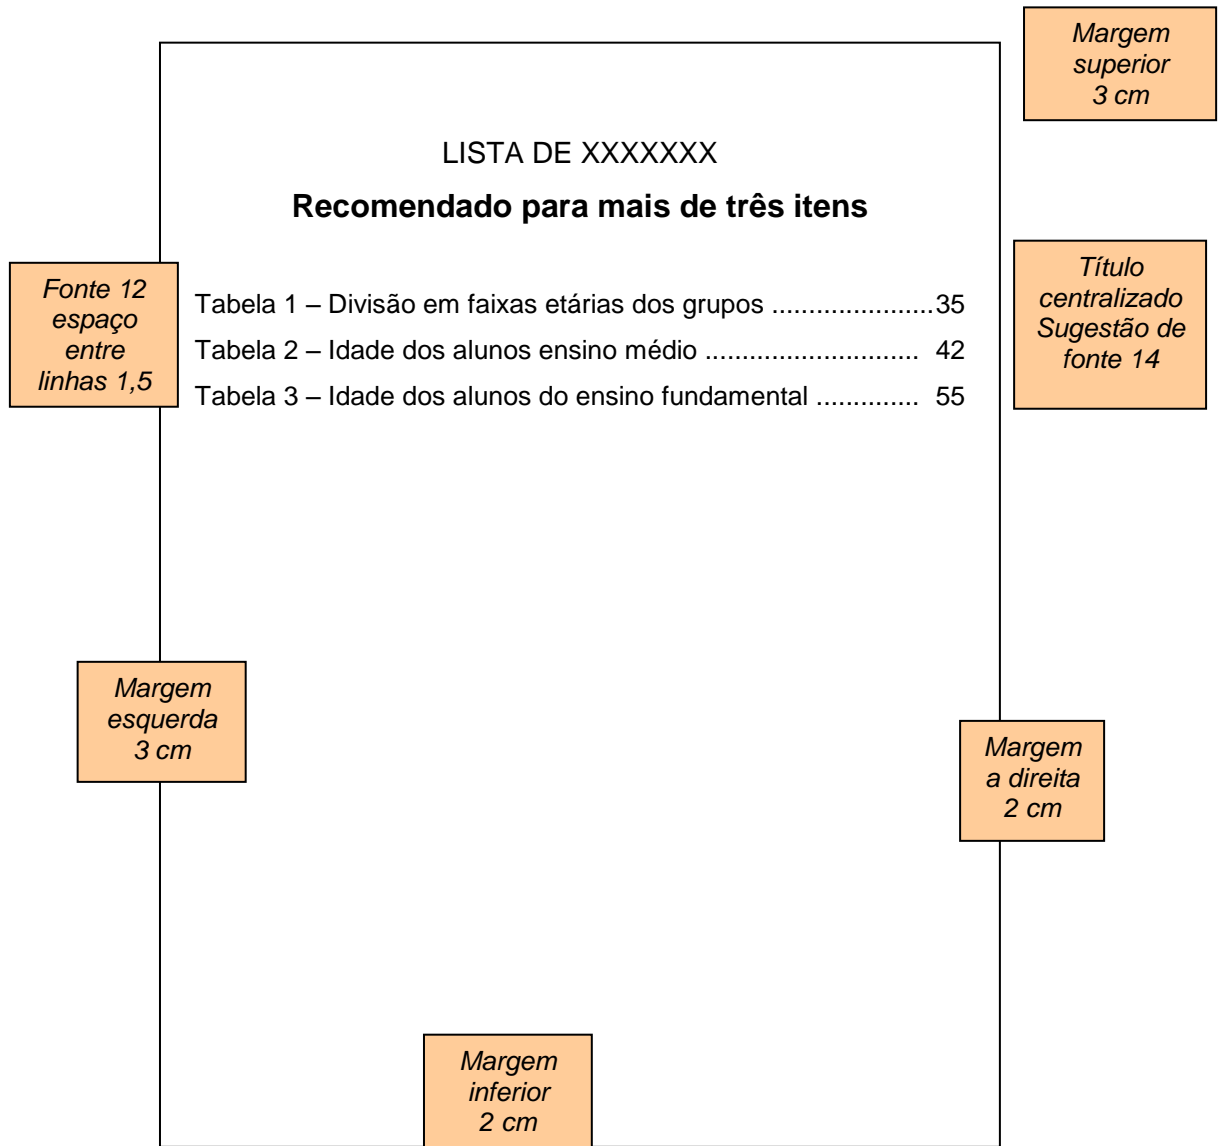 Margem
superior
3 cm
LISTA DE XXXXXXX
Recomendado para mais de três itens
Fonte 12
espaço
entre
linhas 1,5
Tabela 1 – Divisão em faixas etárias dos grupos ......................35
Tabela 2 – Idade dos alunos ensino médio ............................. 42
Tabela 3 – Idade dos alunos do ensino fundamental .............. 55
Título
centralizado
Sugestão de
fonte 14
Margem
esquerda
3 cm
Margem
a direita
2 cm
Margem
inferior
2 cm